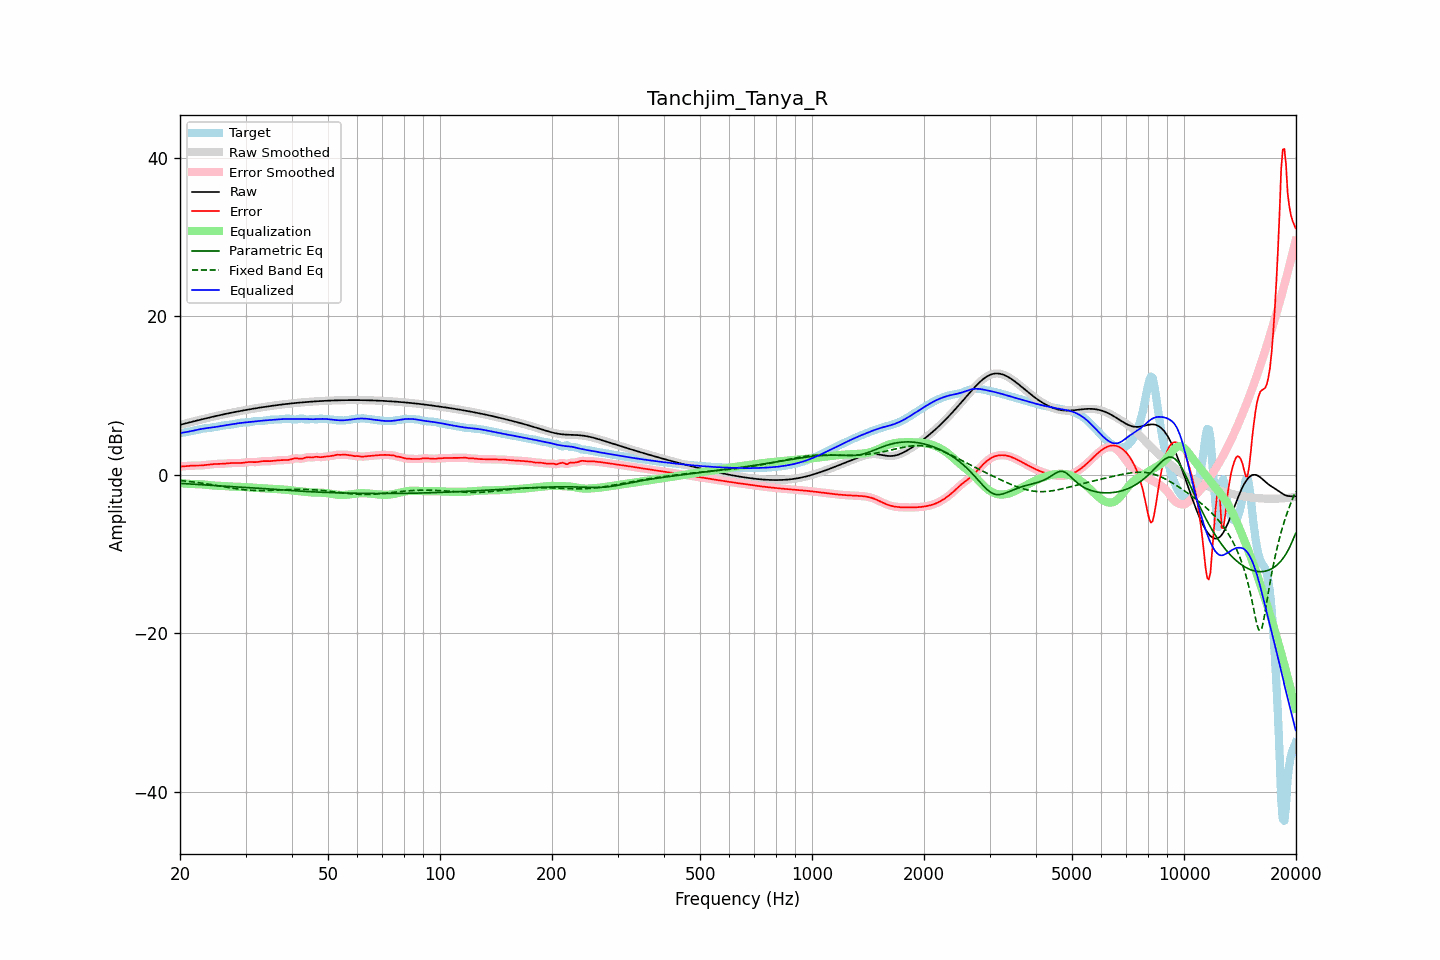 Tanchjim_Tanya_R
Target
Raw Smoothed
Error Smoothed
Raw
Error
Equalization
Parametric Eq
Fixed Band Eq
Equalized
Amplitude (dBr)
40
20
0
−20
−40
20 50 100 200 500 1000 2000 5000 10000 20000
Frequency (Hz)